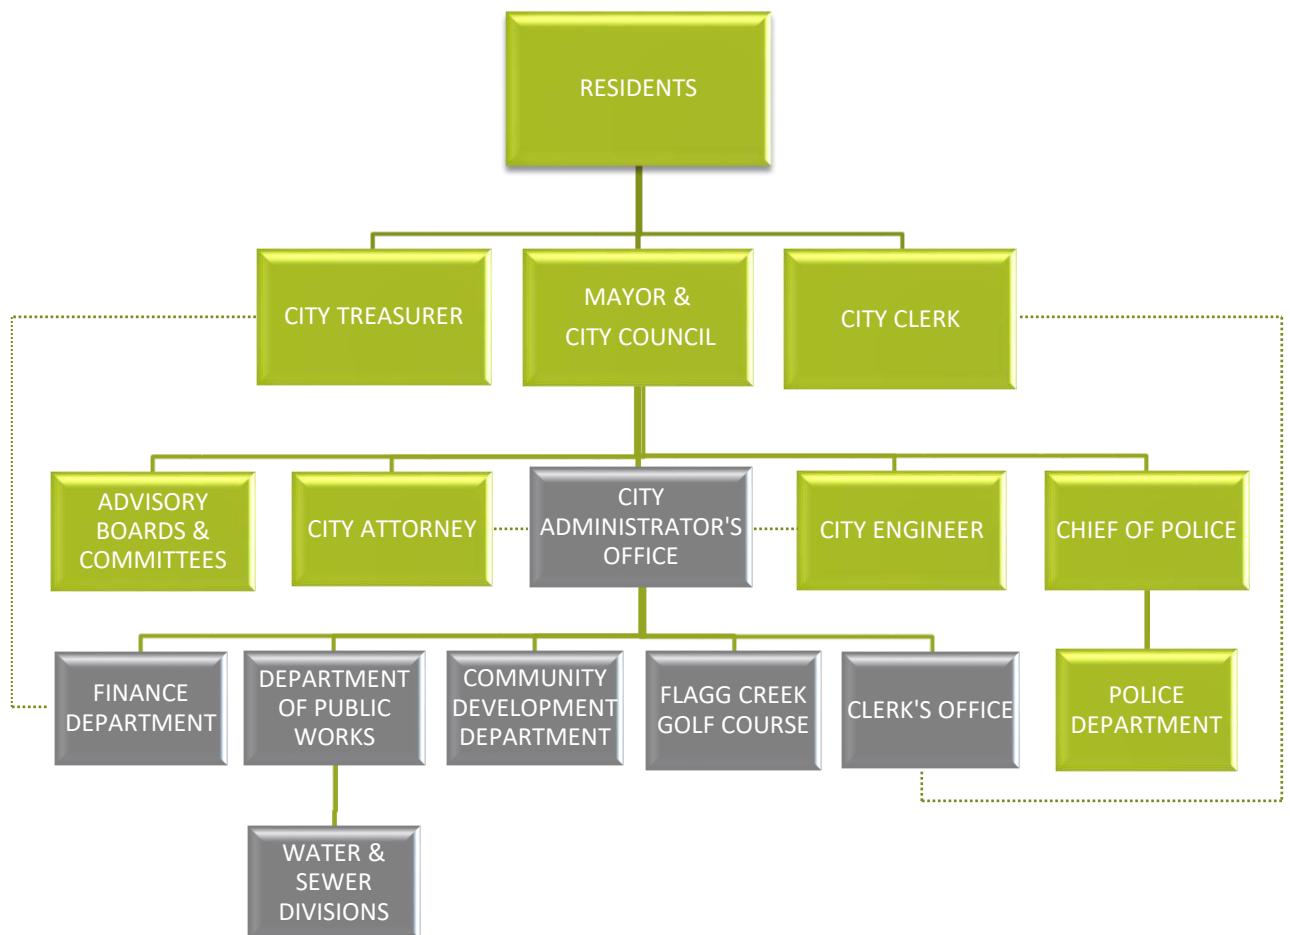 RESIDENTS
CITY TREASURER
MAYOR &
CITY COUNCIL
CITY CLERK
ADVISORY
BOARDS &
COMMITTEES
CITY ATTORNEY
CITY
ADMINISTRATOR'S
OFFICE
CITY ENGINEER
CHIEF OF POLICE
FINANCE
DEPARTMENT
DEPARTMENT
OF PUBLIC
WORKS
COMMUNITY
DEVELOPMENT
DEPARTMENT
FLAGG CREEK
GOLF COURSE
CLERK'S OFFICE
POLICE
DEPARTMENT
WATER &
SEWER
DIVISIONS